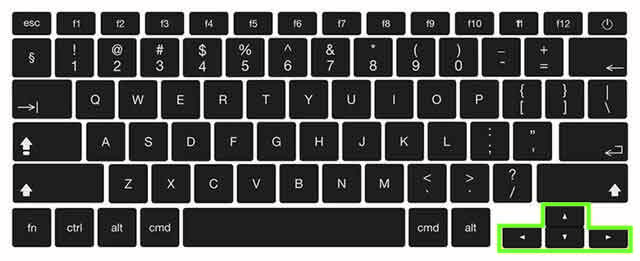 esc f1 f2 f3 f4 f5 f6 f7 f8 f9 f10 f1 f12
! @ # $ % ^ & * ( ) _ +
§ 1 2 3 4 5 6 7 8 9 0 - =
Q W E R T Y U I O P { } |
[ ] \
A S D F G H J K L : "
; '
Z X C V B N M < > ?
` . /
fn ctrl alt cmd cmd alt